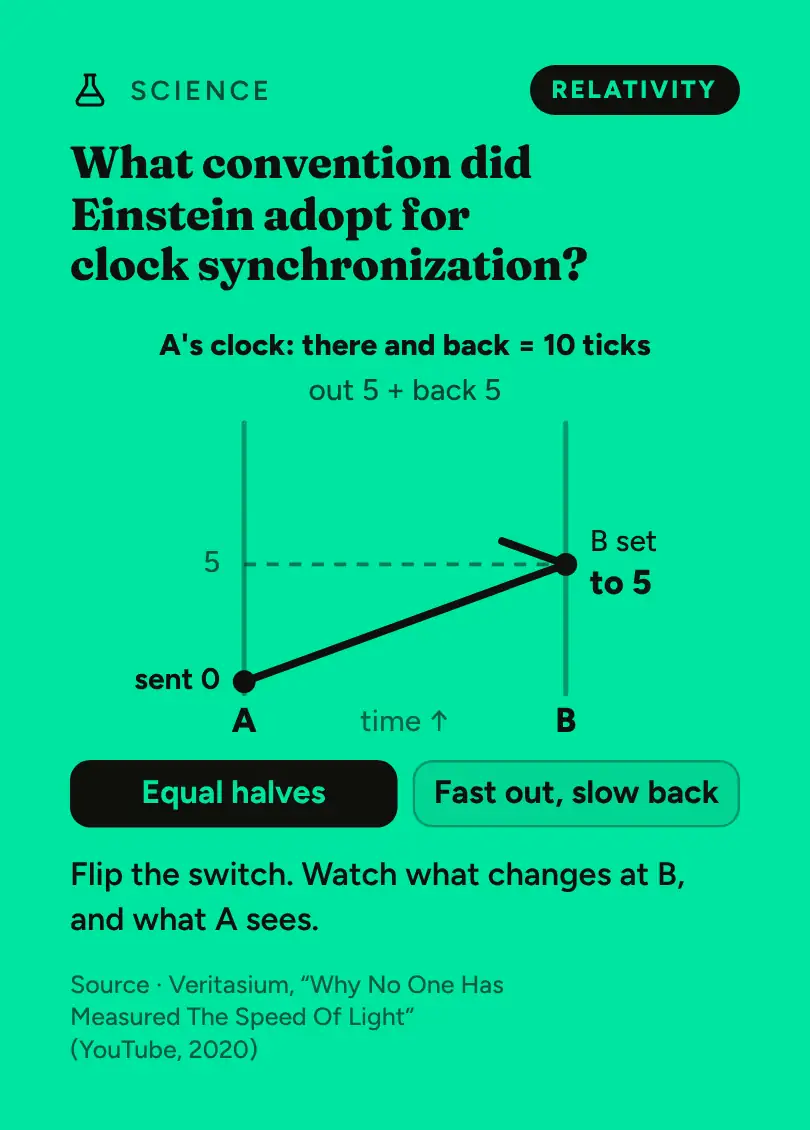 SCIENCE
RELATIVITY
What convention did
Einstein adopt for
clock synchronization?
A's clock: there and back = 10 ticks
out 5 + back 5
B set
5
to 5
sent 0
A
time ↑
B
Equal halves
Fast out, slow back
Flip the switch. Watch what changes at B,
and what A sees.
Source · Veritasium, “Why No One Has
Measured The Speed Of Light”
(YouTube, 2020)